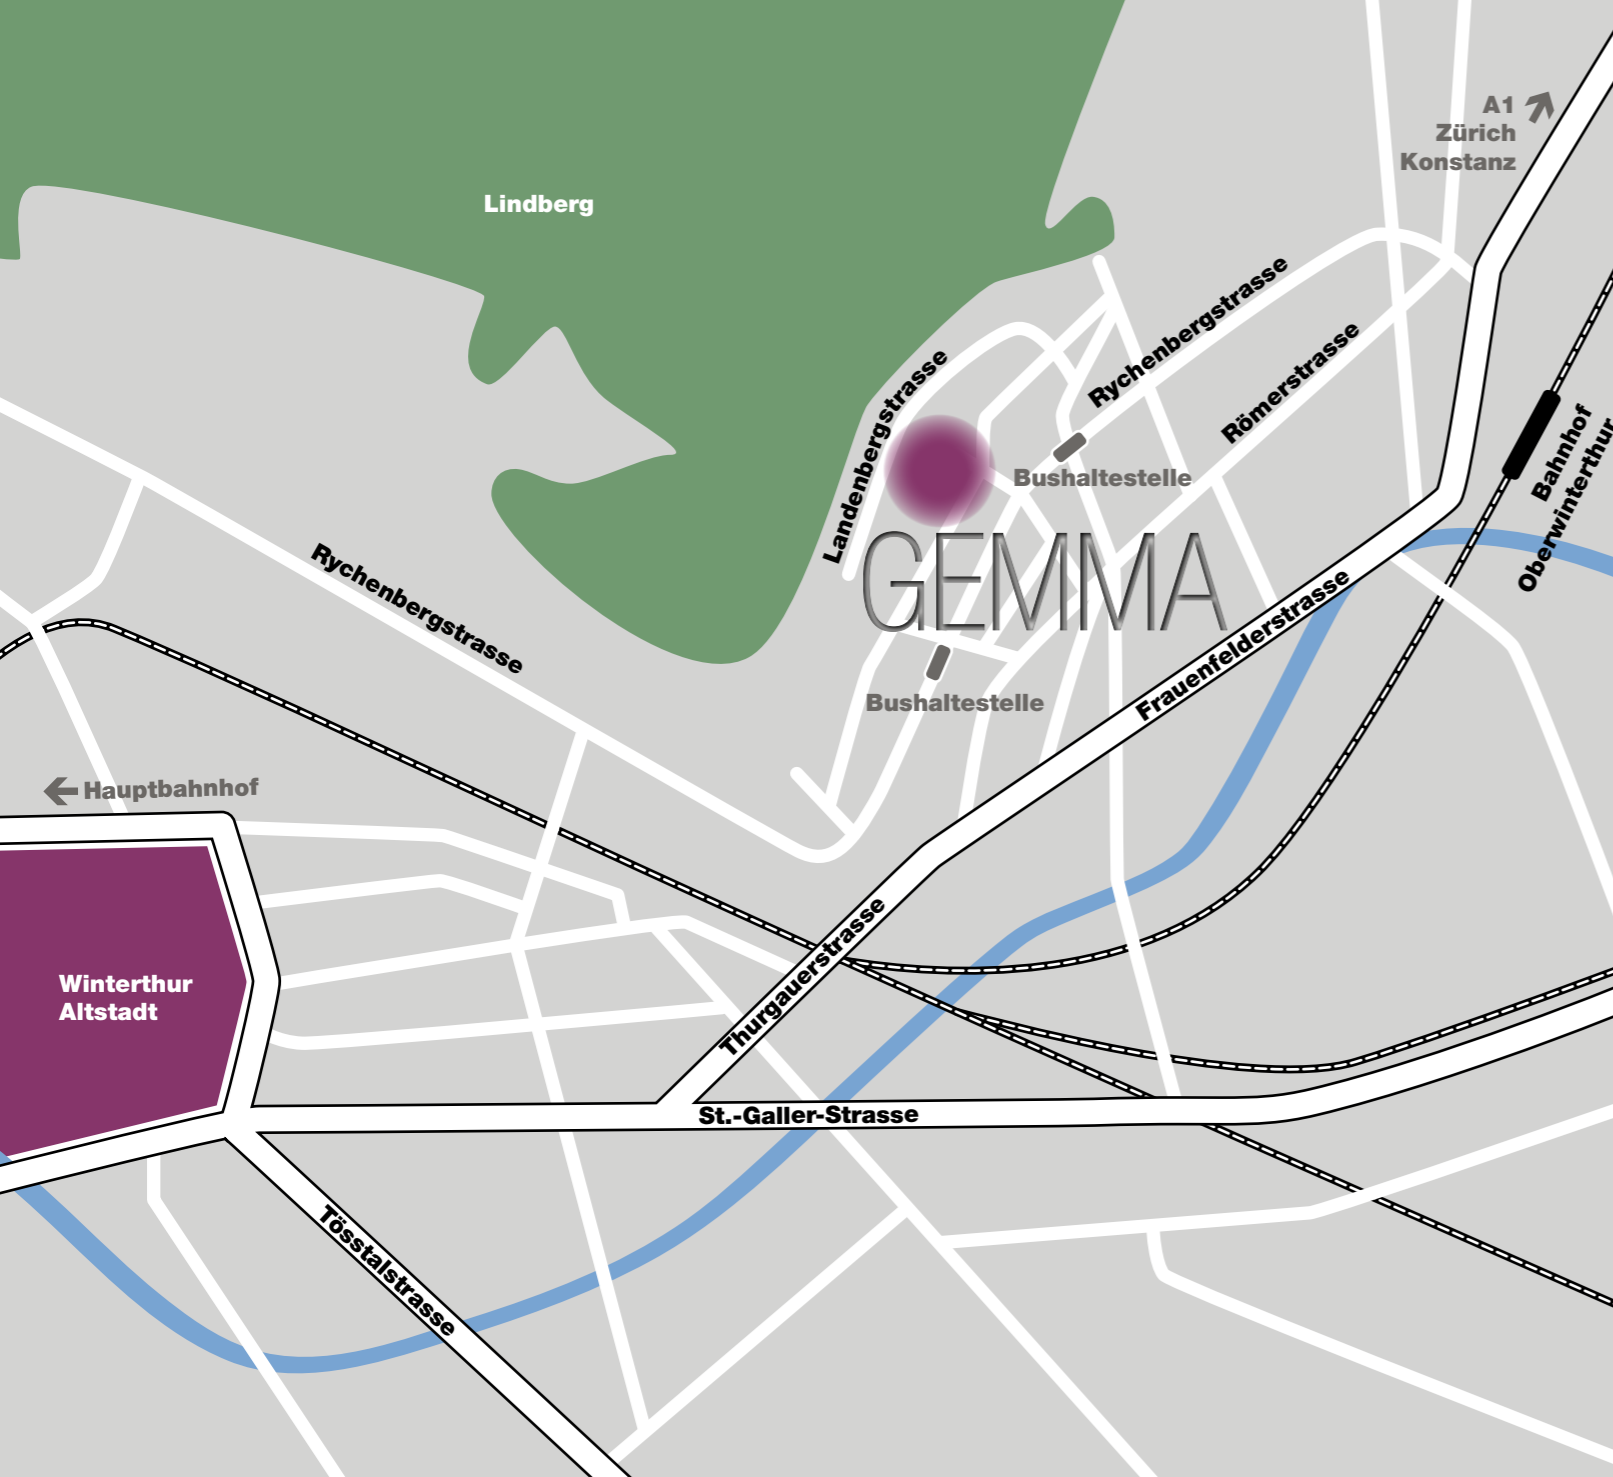 A1
Zürich
Konstanz
Lindberg
Rychenbergstrasse
Römerstrasse
Landenbergstrasse
Bahnhof
Oberwinterthur
Bushaltestelle
GEMMA
Rychenbergstrasse
Frauenfelderstrasse
Bushaltestelle
Hauptbahnhof
Thurgauerstrasse
Winterthur
Altstadt
St.-Galler-Strasse
Tösstalstrasse